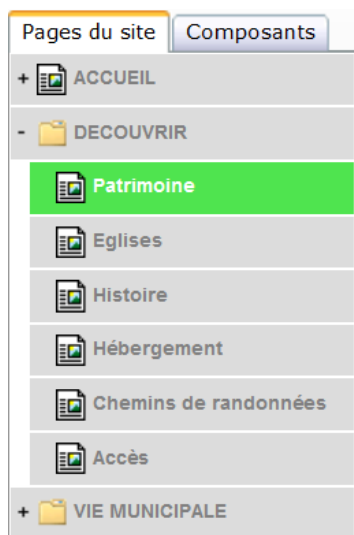 Pages du site Composants
+ ACCUEIL
- DECOUVRIR
Patrimoine
Eglises
Histoire
Hébergement
Chemins de randonnées
Accès
+ VIE MUNICIPALE